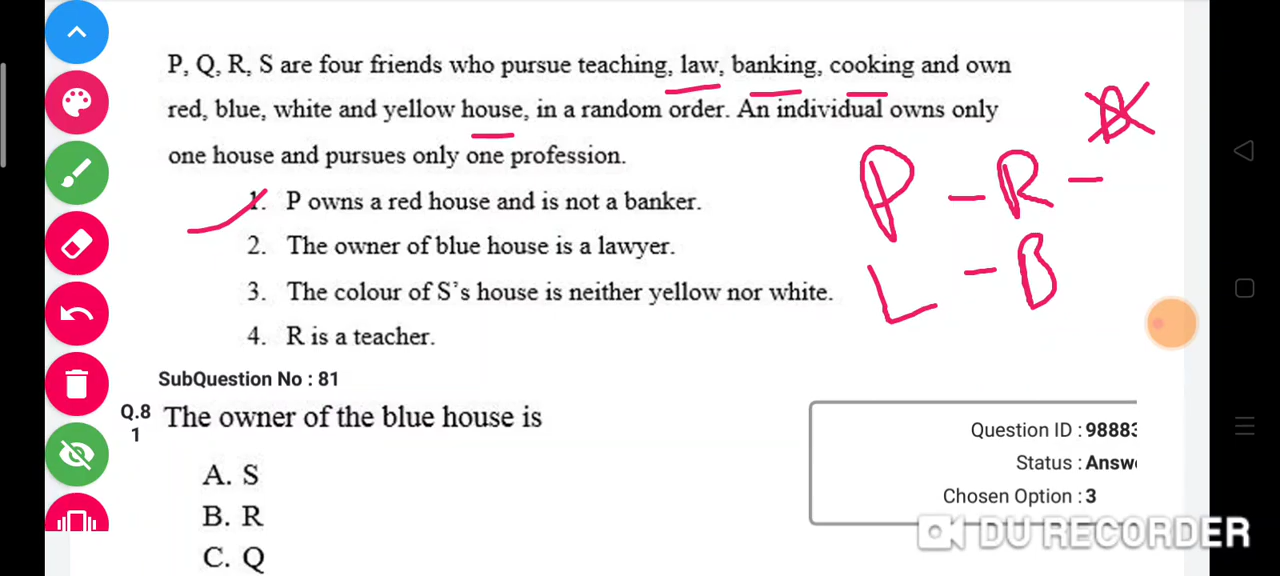 P, Q, R, S are four friends who pursue teaching, law, banking, cooking and own
red, blue, white and yellow house, in a random order. An individual owns only
one house and pursues only one profession.
1. P owns a red house and is not a banker.
2. The owner of blue house is a lawyer.
3. The colour of S's house is neither yellow nor white.
4. R is a teacher.
P - R -
L - B
SubQuestion No : 81
Q.8
1
The owner of the blue house is
A. S
B. R
C. Q
Question ID : 98883
Status : Answ
Chosen Option : 3
DU RECORDER